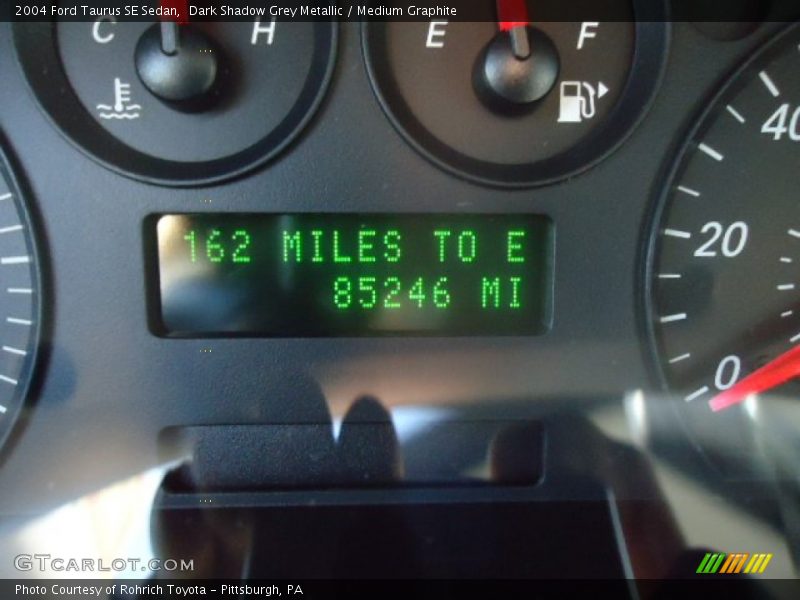 2004 Ford Taurus SE Sedan, Dark Shadow Grey Metallic / Medium Graphite
C H E F
40
162 MILES TO E
20
85246 MI
0
GTCARLOT.COM
Photo Courtesy of Rohrich Toyota - Pittsburgh, PA